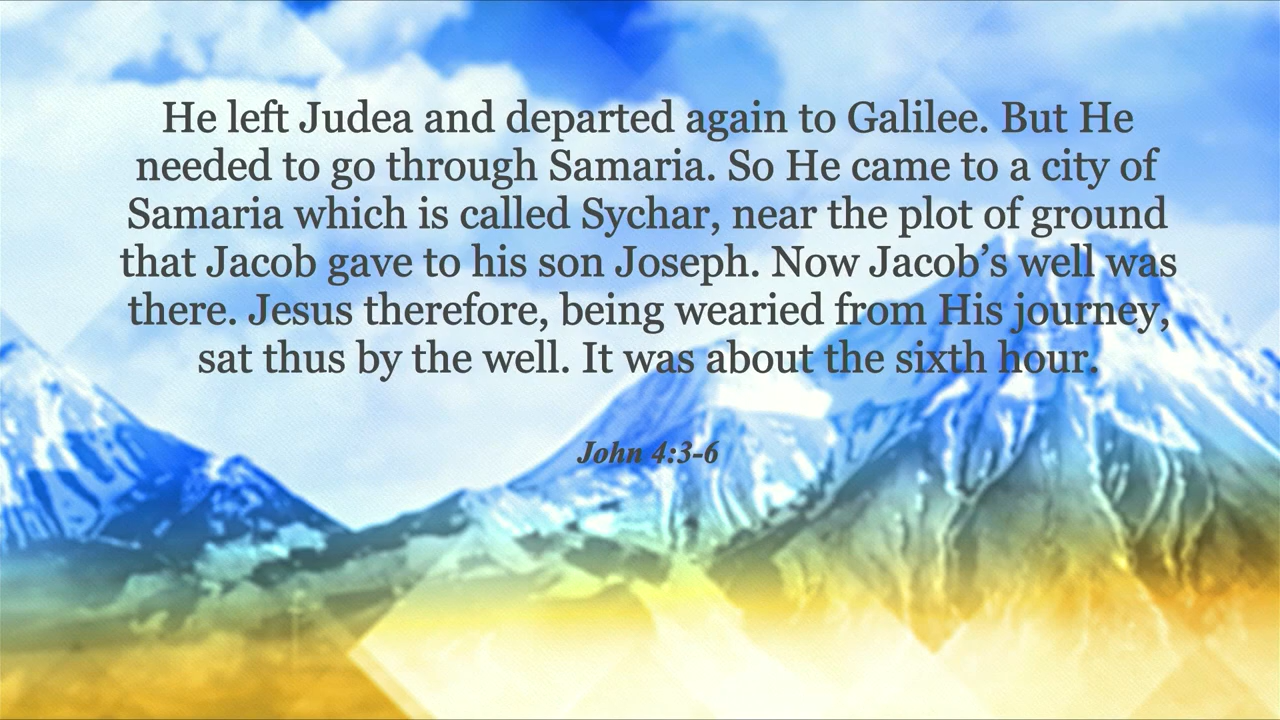 He left Judea and departed again to Galilee. But He
needed to go through Samaria. So He came to a city of
Samaria which is called Sychar, near the plot of ground
that Jacob gave to his son Joseph. Now Jacob’s well was
there. Jesus therefore, being wearied from His journey,
sat thus by the well. It was about the sixth hour.
John 4:3-6